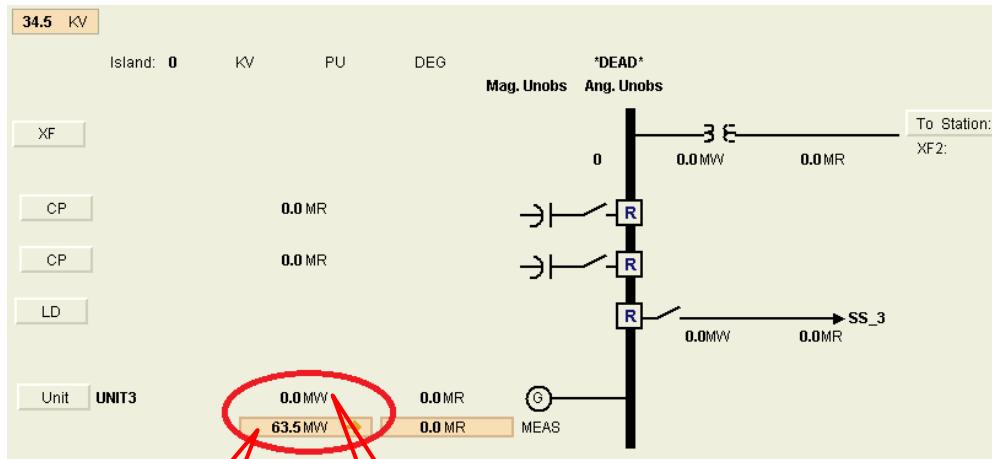 34.5 KV
Island: 0 KV PU DEG *DEAD*
Mag. Unobs Ang. Unobs
XF To Station:
0 0.0 MW 0.0 MR XF2:
CP 0.0 MR R
CP 0.0 MR R
LD R SS_3
0.0MW 0.0MR
Unit UNIT3 0.0 MW 0.0 MR G
63.5 MW 0.0 MR MEAS